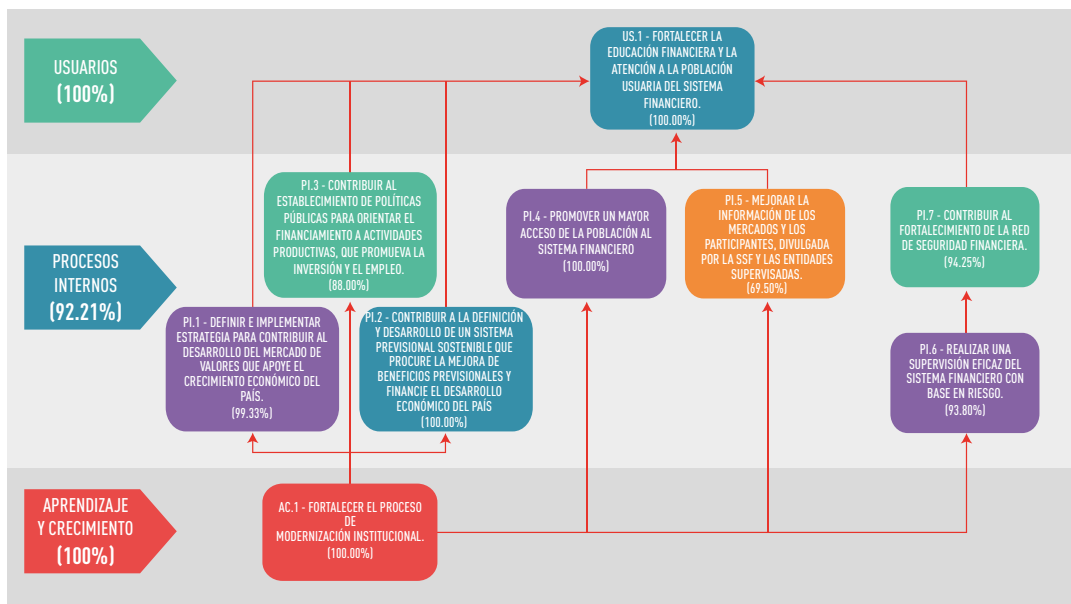 USUARIOS
(100%)
US.1 - FORTALECER LA
EDUCACIÓN FINANCIERA Y LA
ATENCIÓN A LA POBLACIÓN
USUARIA DEL SISTEMA
FINANCIERO.
(100.00%)
PROCESOS
INTERNOS
(92.21%)
PI.3 - CONTRIBUIR AL
ESTABLECIMIENTO DE POLÍTICAS
PÚBLICAS PARA ORIENTAR EL
FINANCIAMIENTO A ACTIVIDADES
PRODUCTIVAS, QUE PROMUEVA LA
INVERSIÓN Y EL EMPLEO.
(88.00%)
PI.4 - PROMOVER UN MAYOR
ACCESO DE LA POBLACIÓN AL
SISTEMA FINANCIERO
(100.00%)
PI.5 - MEJORAR LA
INFORMACIÓN DE LOS
MERCADOS Y LOS
PARTICIPANTES, DIVULGADA
POR LA SSF Y LAS ENTIDADES
SUPERVISADAS.
(69.50%)
PI.7 - CONTRIBUIR AL
FORTALECIMIENTO DE LA RED
DE SEGURIDAD FINANCIERA.
(94.25%)
PI.1 - DEFINIR E IMPLEMENTAR
ESTRATEGIA PARA CONTRIBUIR AL
DESARROLLO DEL MERCADO DE
VALORES QUE APOYE EL
CRECIMIENTO ECONÓMICO DEL
PAÍS.
(99.33%)
PI.2 - CONTRIBUIR A LA DEFINICIÓN
Y DESARROLLO DE UN SISTEMA
PREVISIONAL SOSTENIBLE QUE
PROCURE LA MEJORA DE
BENEFICIOS PREVISIONALES Y
FINANCIE EL DESARROLLO
ECONÓMICO DEL PAÍS
(100.00%)
PI.6 - REALIZAR UNA
SUPERVISIÓN EFICAZ DEL
SISTEMA FINANCIERO CON
BASE EN RIESGO.
(93.80%)
APRENDIZAJE
Y CRECIMIENTO
(100%)
AC.1 - FORTALECER EL PROCESO
DE
MODERNIZACIÓN INSTITUCIONAL.
(100.00%)